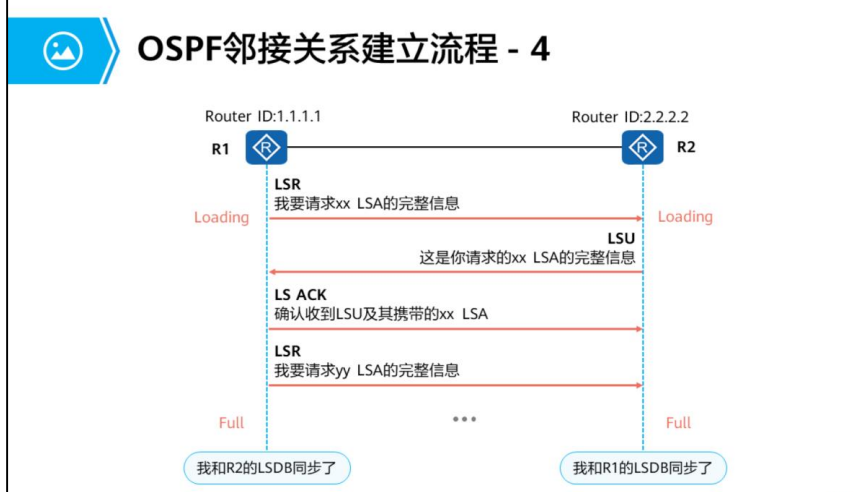 OSPF邻接关系建立流程 - 4
Router ID:1.1.1.1
Router ID:2.2.2.2
R1
R
R
R2
LSR
我要请求xx LSA的完整信息
Loading
Loading
LSU
这是你请求的xx LSA的完整信息
LS ACK
确认收到LSU及其携带的xx LSA
LSR
我要请求yy LSA的完整信息
Full
...
Full
我和R2的LSDB同步了
我和R1的LSDB同步了